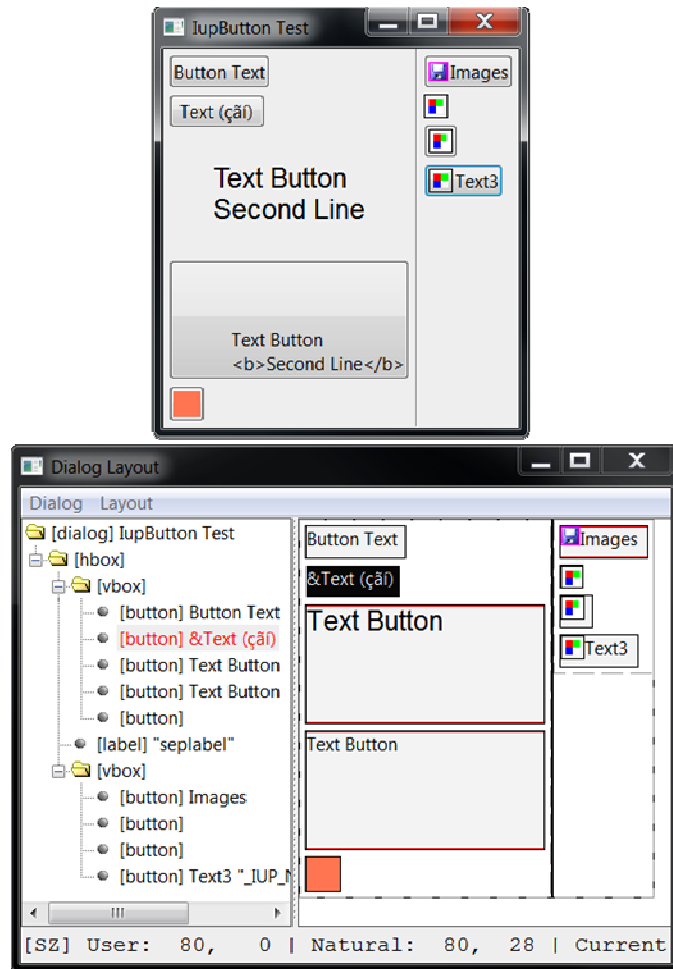 IupButton Test
Button Text
Images
Text (çãí)
Text3
Text Button
Second Line
Text Button
<b>Second Line</b>
Dialog Layout
Dialog Layout
[dialog] IupButton Test
[hbox]
[vbox]
[button] Button Text
[button] &Text (çãí)
[button] Text Button
[button] Text Button
[button]
[label] "seplabel"
[vbox]
[button] Images
[button]
[button]
[button] Text3 "_IUP_N
Button Text
&Text (çãí)
Text Button
Text Button
Images
Text3
[SZ] User: 80, 0 | Natural: 80, 28 | Current